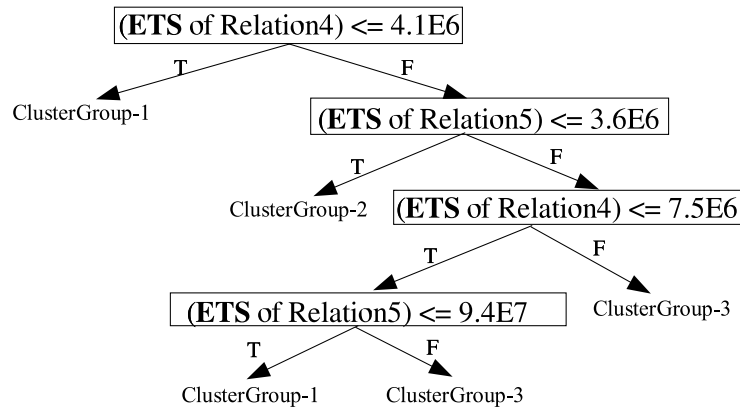 (ETS of Relation4) <= 4.1E6
T
F
ClusterGroup-1
(ETS of Relation5) <= 3.6E6
T
F
ClusterGroup-2
(ETS of Relation4) <= 7.5E6
T
F
(ETS of Relation5) <= 9.4E7
ClusterGroup-3
T
F
ClusterGroup-1
ClusterGroup-3